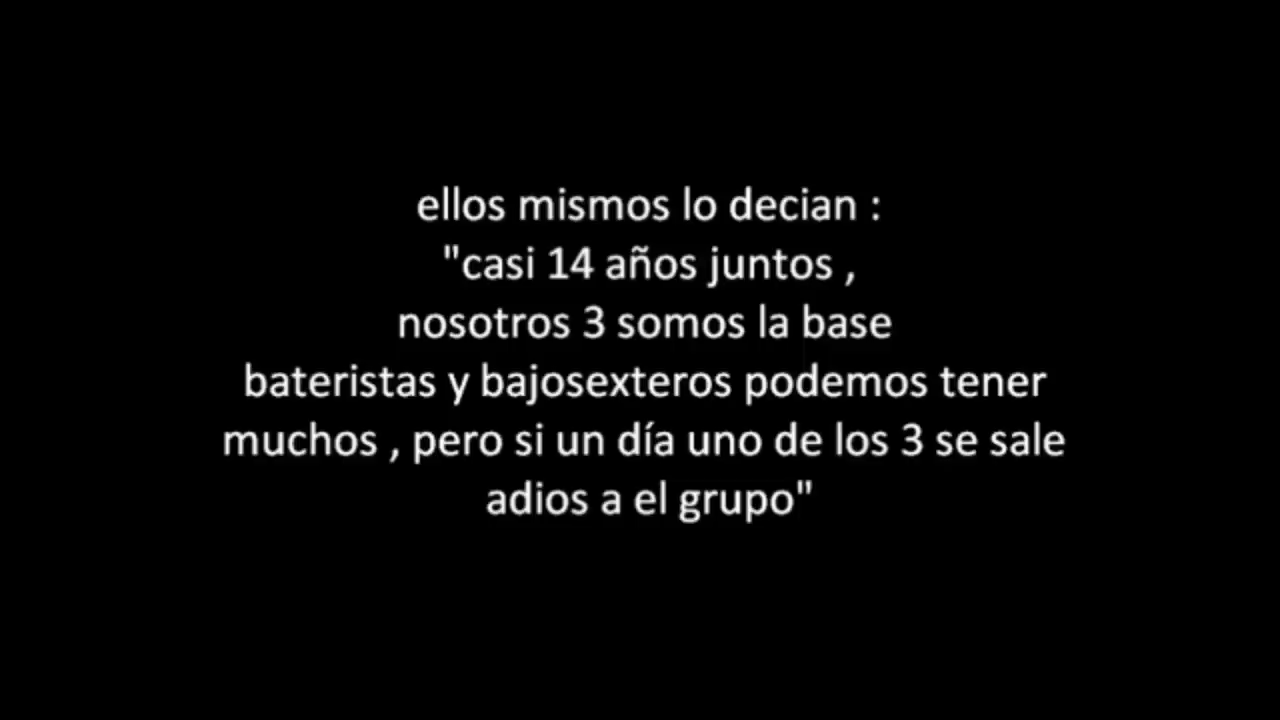 ellos mismos lo decian :
"casi 14 años juntos ,
nosotros 3 somos la base
bateristas y bajosexteros podemos tener
muchos , pero si un día uno de los 3 se sale
adios a el grupo"